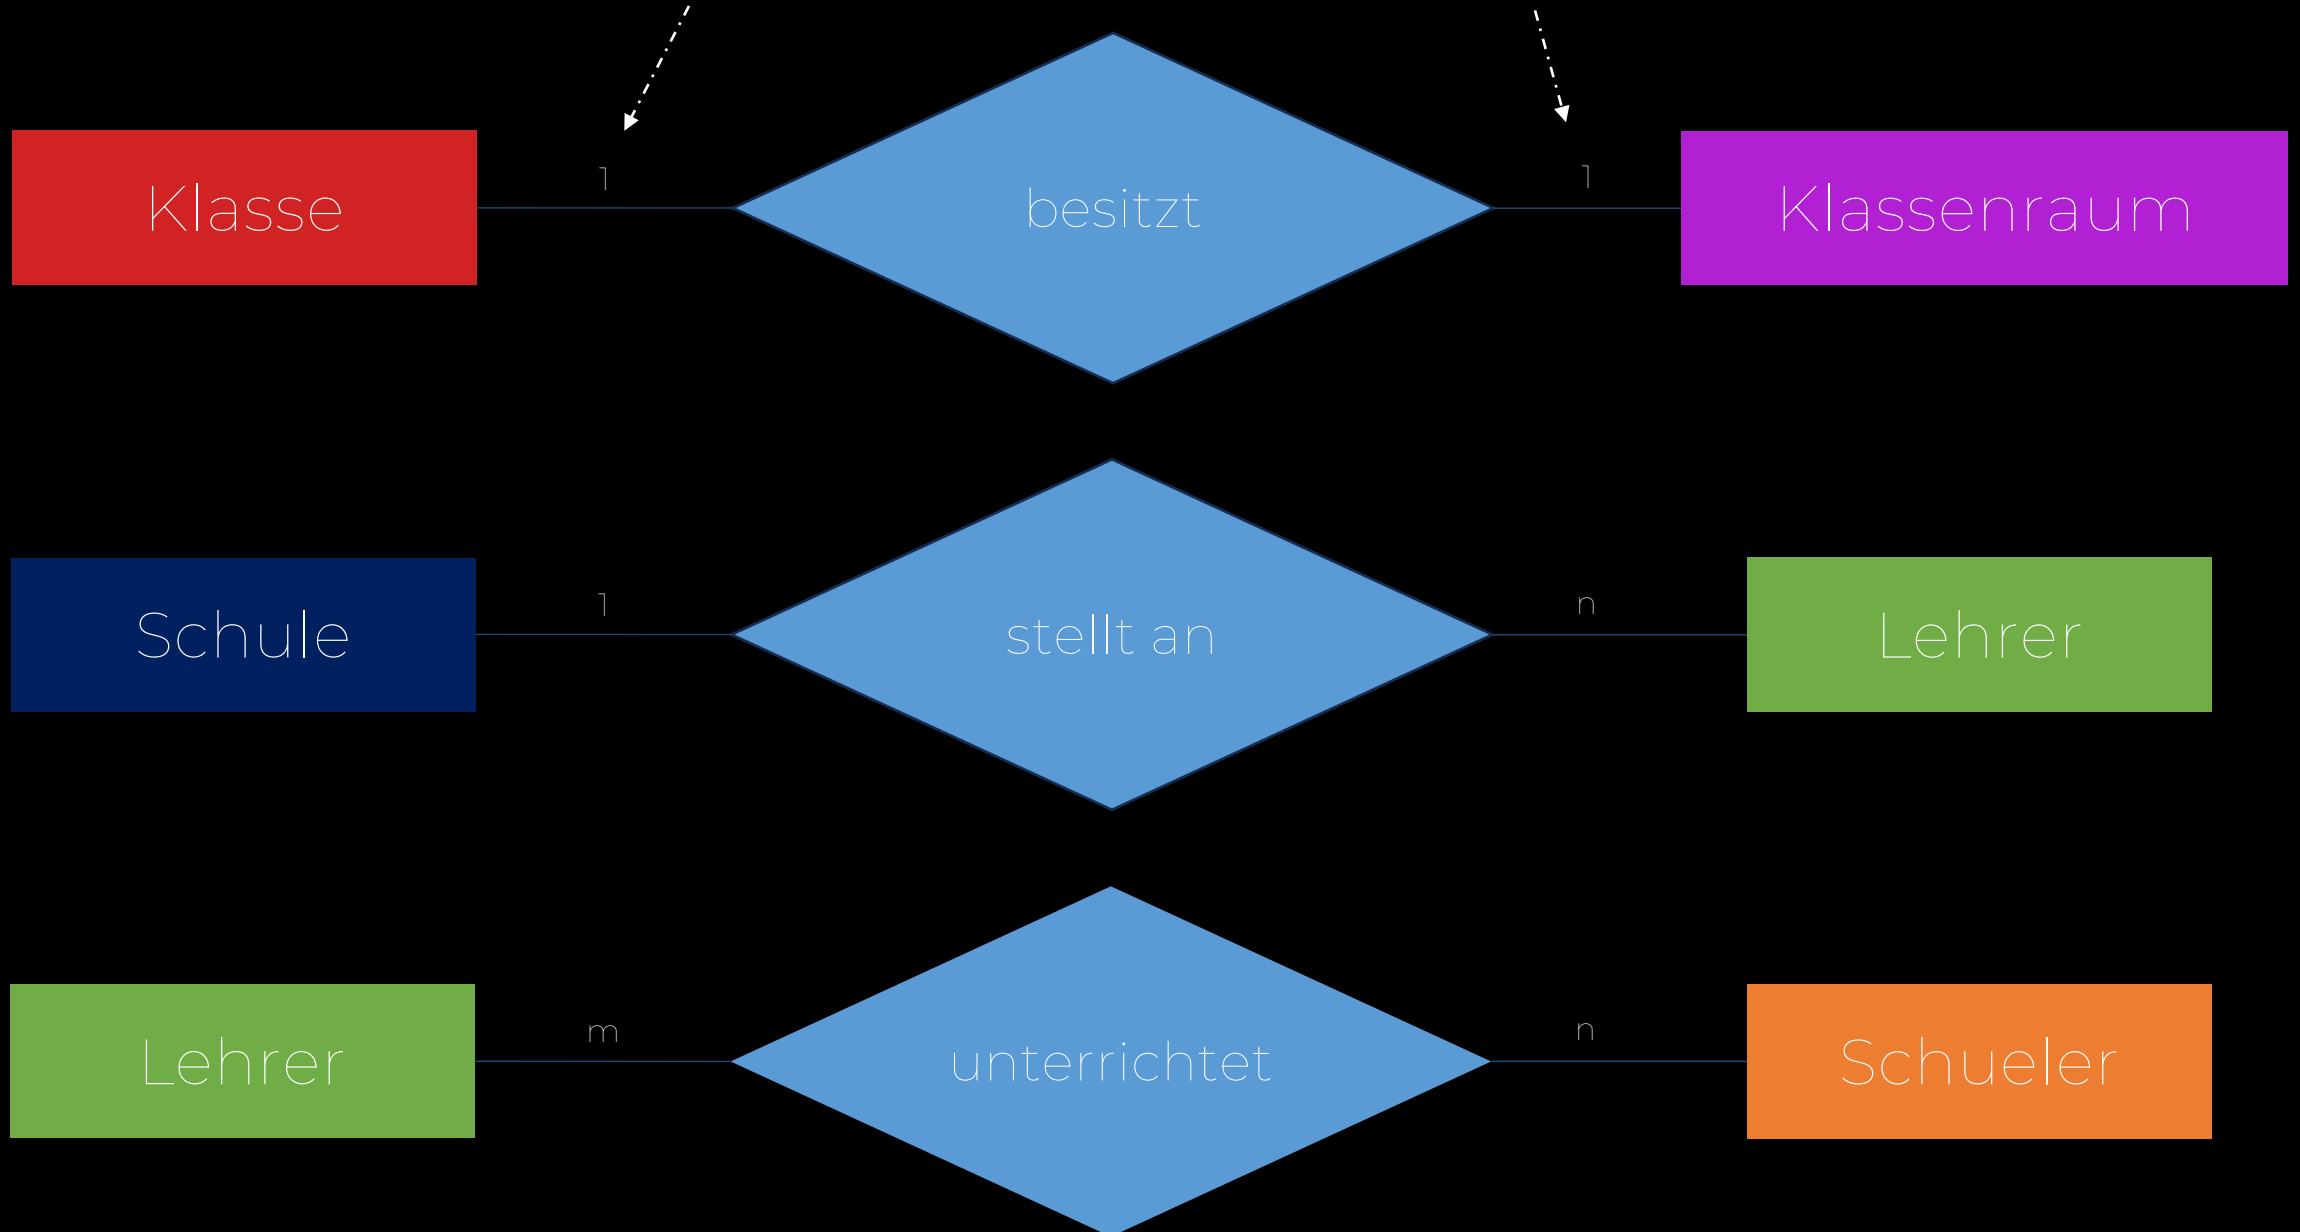 1
1
Klasse
besitzt
Klassenraum
1
n
Schule
stellt an
Lehrer
m
n
Lehrer
unterrichtet
Schueler